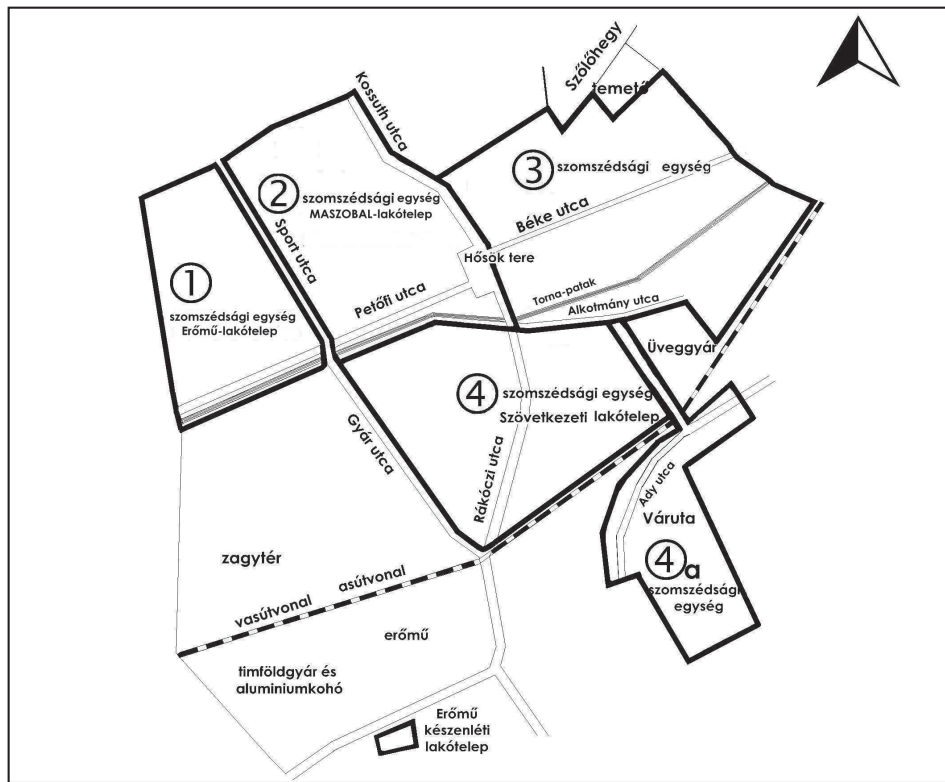 Szőlőhegy
temető
Kossuth utca
3 szomszédsági egység
2 szomszédsági egység
MASZOBAL-lakótelep
Béke utca
Sport utca
Hősök tere
1
szomszédsági egység
Erőmű-lakótelep
Petőfi utca
Torna-patak
Alkotmány utca
Üveggyár
4 szomszédsági egység
Szövetkezeti lakótelep
Gyár utca
Rákóczi utca
Ady utca
Váruta
4a
szomszédsági
egység
zagytér
vasútvonal
asútvonal
erőmű
timföldgyár és
aluminiumkohó
Erőmű
készenléti
lakótelep